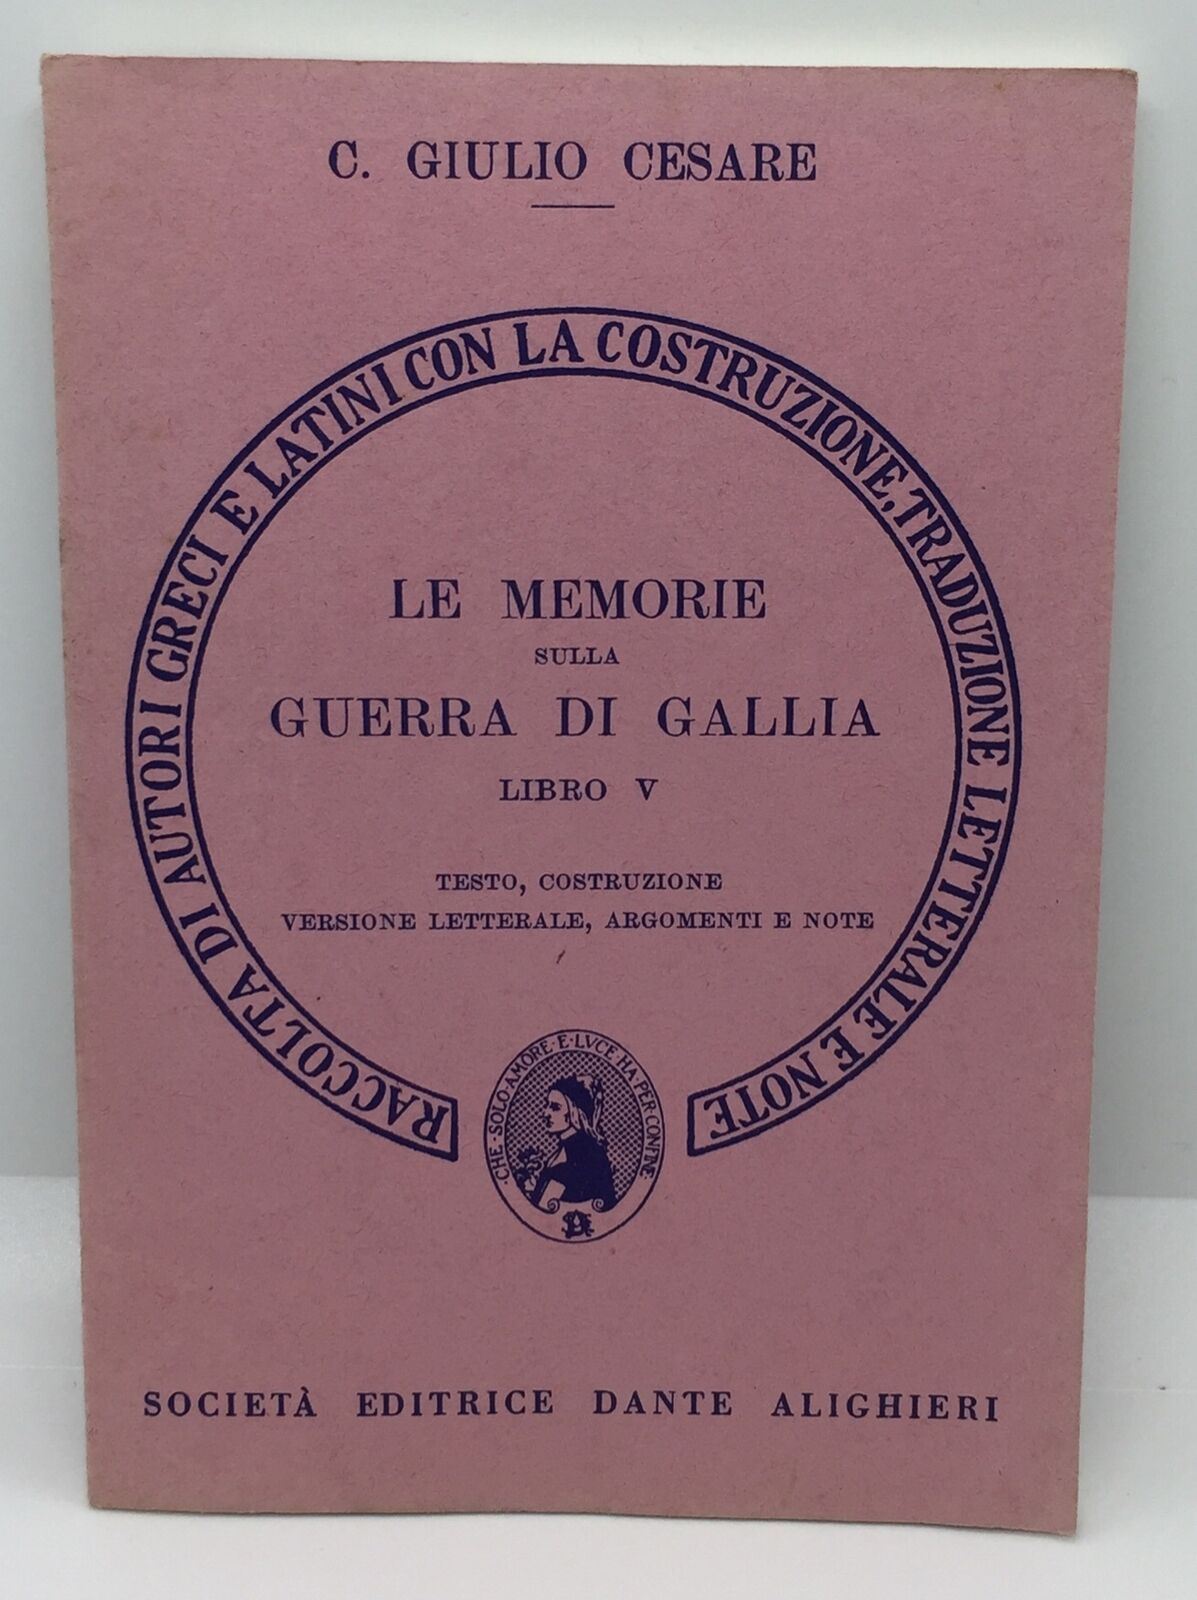 C. GIULIO CESARE
RACCOLTA DI AUTORI GRECI E LATINI CON LA COSTRUZIONE, TRADUZIONE LETTERALE E NOTE
LE MEMORIE
SULLA
GUERRA DI GALLIA
LIBRO V
TESTO, COSTRUZIONE
VERSIONE LETTERALE, ARGOMENTI E NOTE
·CHE·SOLO·AMORE·E·LVCE·HA·PER·CONFINE·
SOCIETÀ EDITRICE DANTE ALIGHIERI